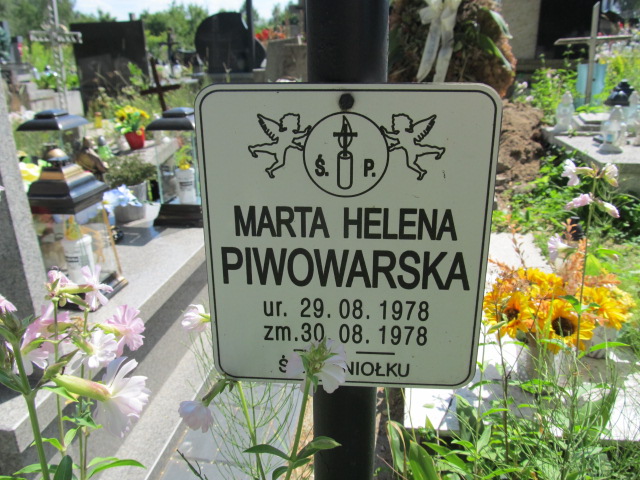 Ś. P.
MARTA HELENA
PIWOWARSKA
ur. 29. 08. 1978
zm. 30. 08. 1978